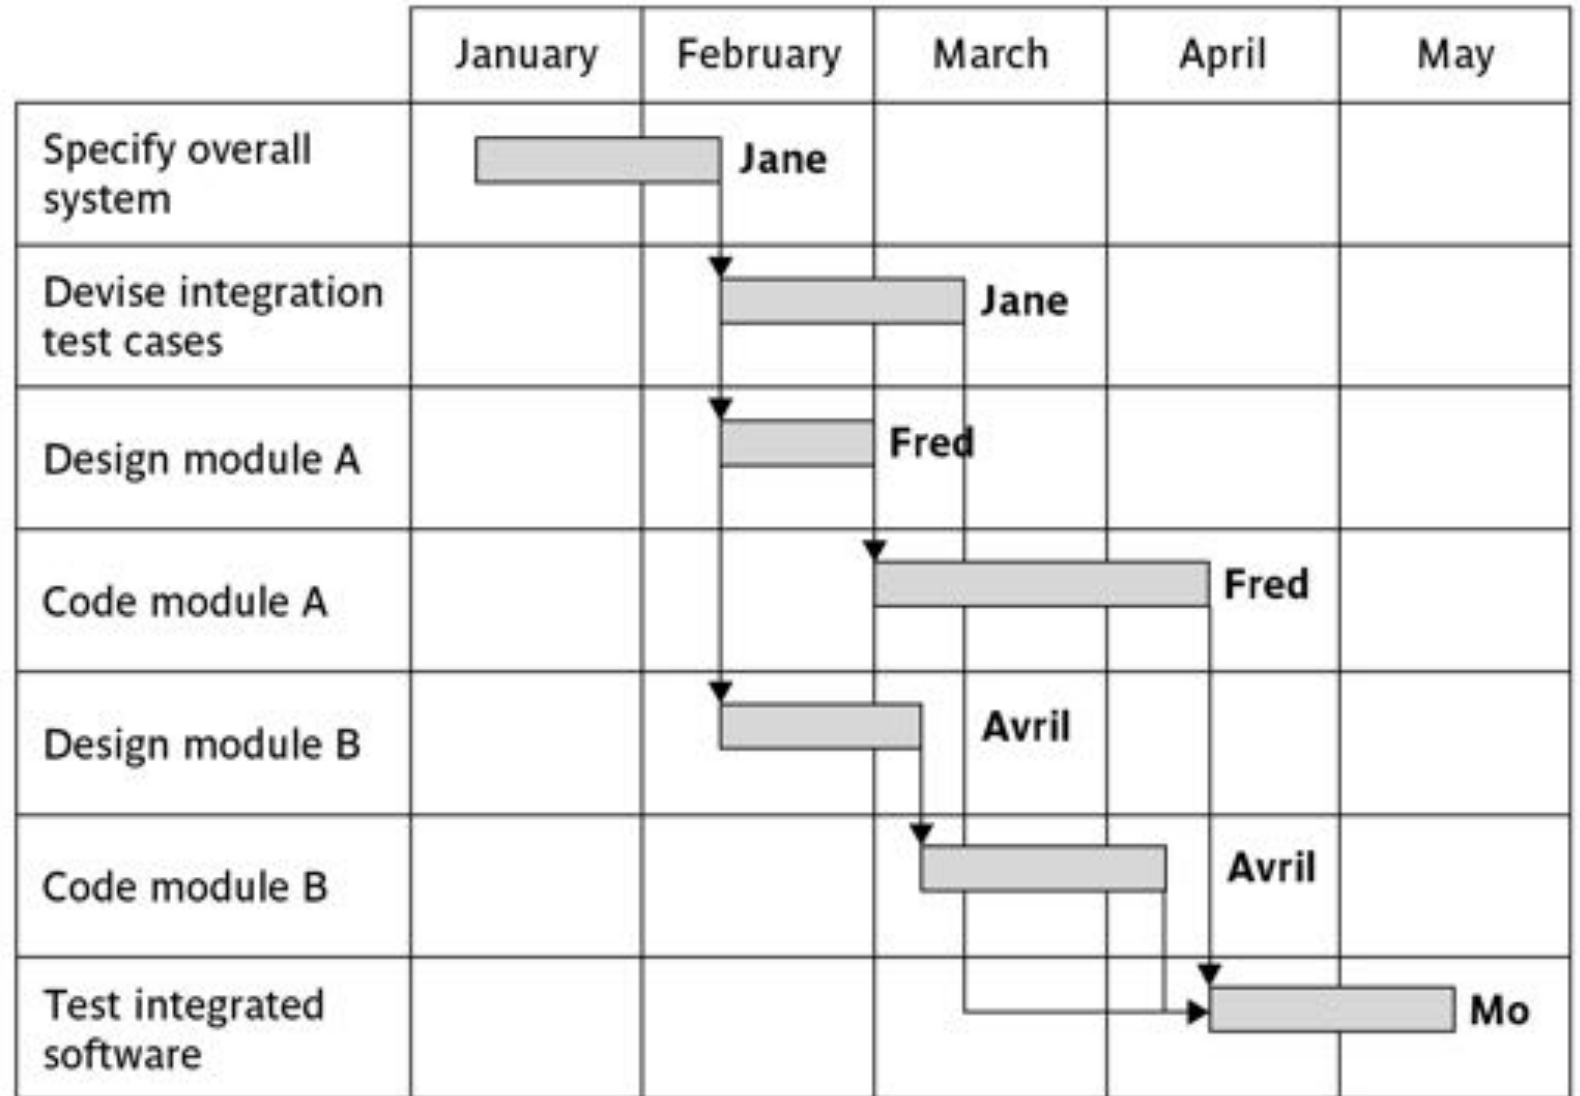 January February March April May
Specify overall
system
Jane
Devise integration
test cases
Jane
Design module A
Fred
Code module A
Fred
Design module B
Avril
Code module B
Avril
Test integrated
software
Mo